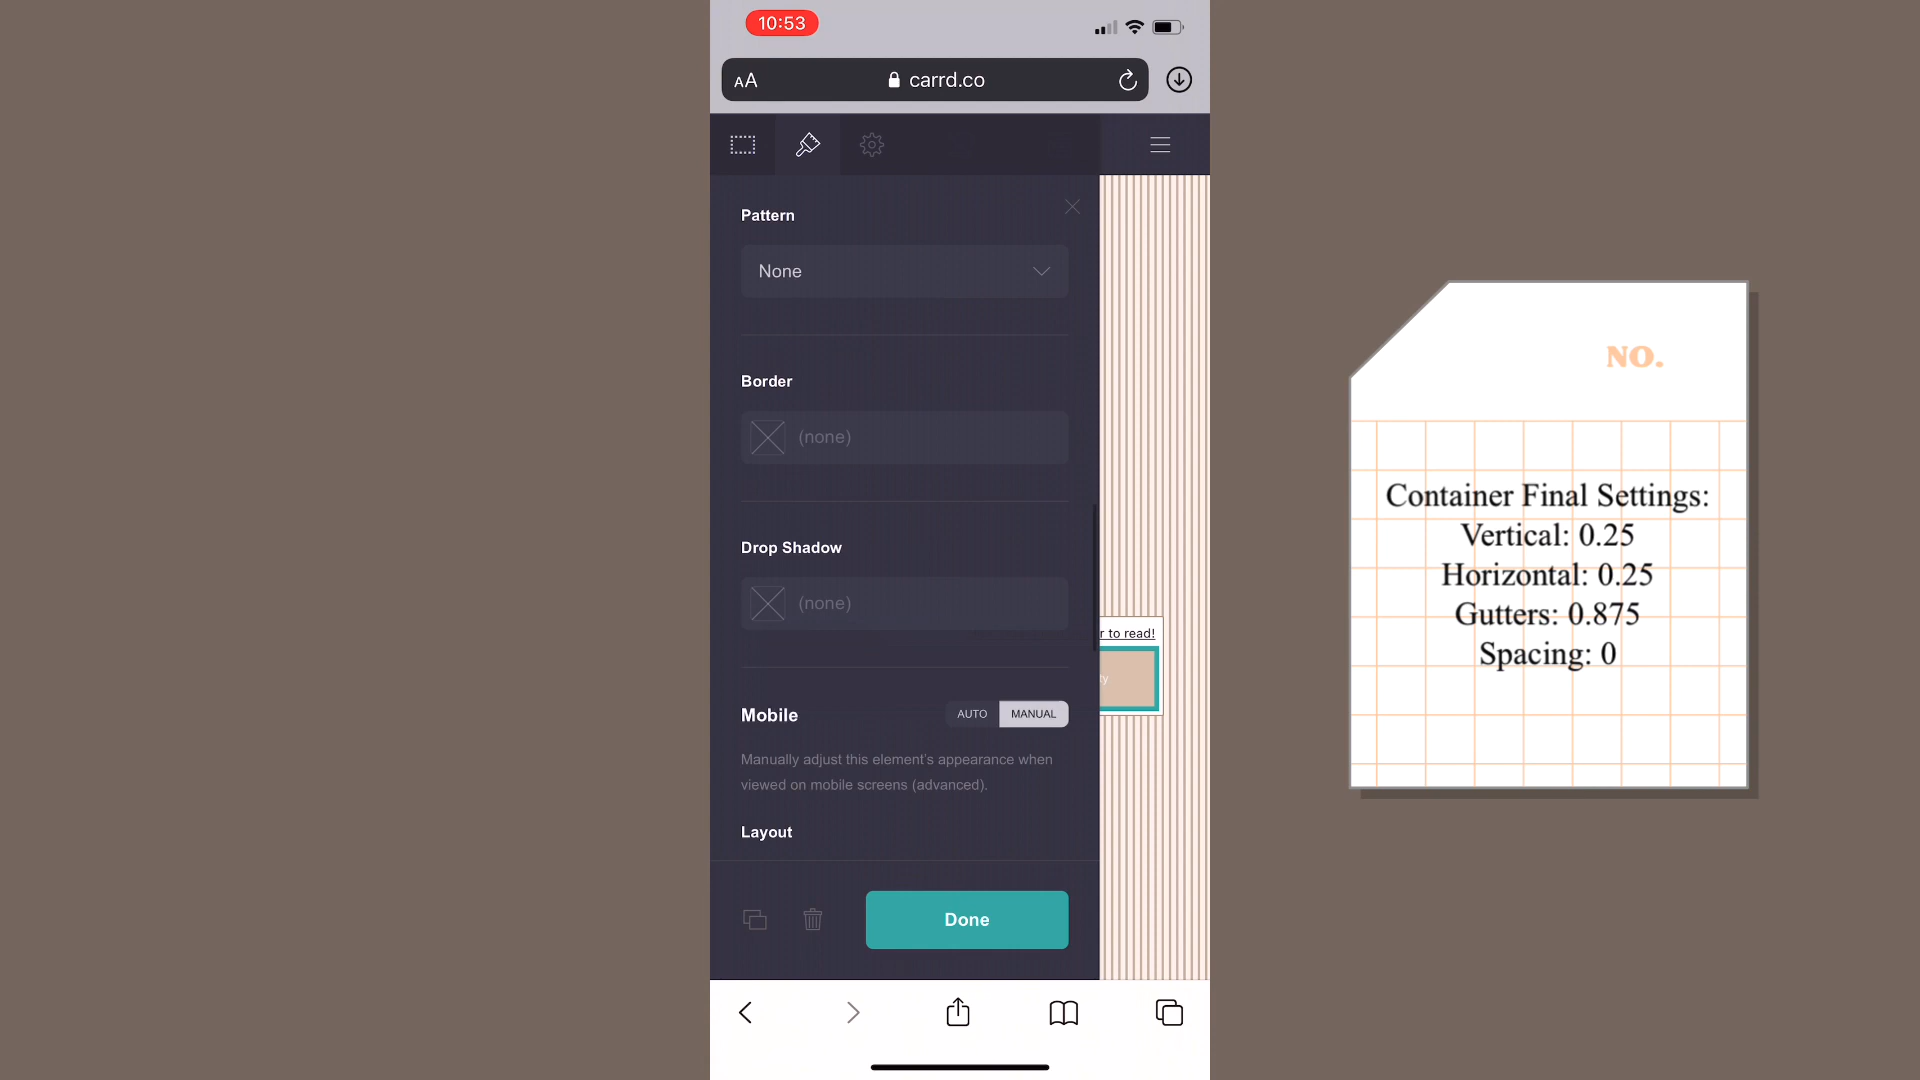 10:53
AA
carrd.co
Pattern
None
Border
(none)
Drop Shadow
(none)
r to read!
ty
Mobile
AUTO
MANUAL
Manually adjust this element's appearance when
viewed on mobile screens (advanced).
Layout
Done
NO.
Container Final Settings:
Vertical: 0.25
Horizontal: 0.25
Gutters: 0.875
Spacing: 0